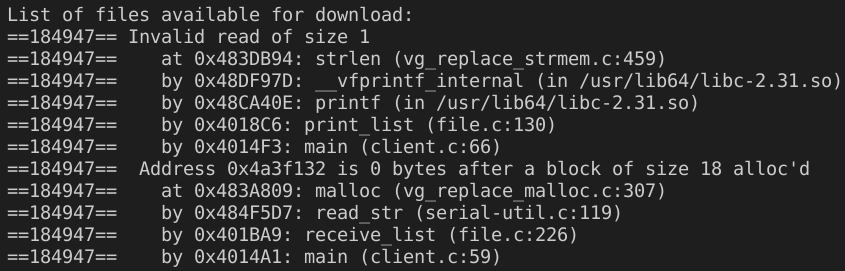 List of files available for download:
==184947== Invalid read of size 1
==184947==    at 0x483DB94: strlen (vg_replace_strmem.c:459)
==184947==    by 0x48DF97D: __vfprintf_internal (in /usr/lib64/libc-2.31.so)
==184947==    by 0x48CA40E: printf (in /usr/lib64/libc-2.31.so)
==184947==    by 0x4018C6: print_list (file.c:130)
==184947==    by 0x4014F3: main (client.c:66)
==184947==  Address 0x4a3f132 is 0 bytes after a block of size 18 alloc'd
==184947==    at 0x483A809: malloc (vg_replace_malloc.c:307)
==184947==    by 0x484F5D7: read_str (serial-util.c:119)
==184947==    by 0x401BA9: receive_list (file.c:226)
==184947==    by 0x4014A1: main (client.c:59)